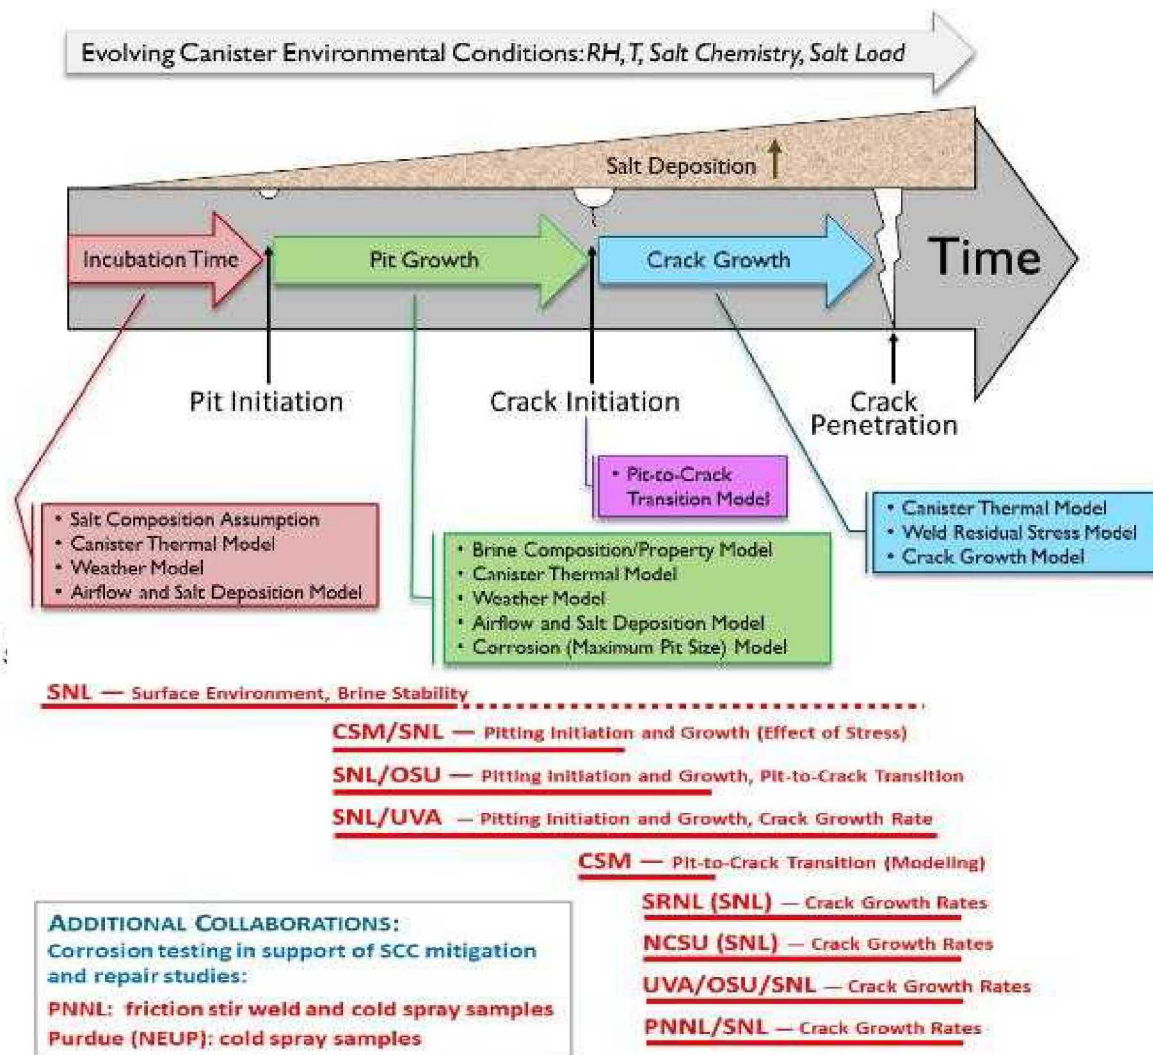 Evolving Canister Environmental Conditions: RH, T, Salt Chemistry, Salt Load
Salt Deposition
Incubation Time
Pit Growth
Crack Growth
Time
Pit Initiation
Crack Initiation
Crack
Penetration
• Pit-to-Crack
Transition Model
• Salt Composition Assumption
• Canister Thermal Model
• Weather Model
• Airflow and Salt Deposition Model
• Brine Composition/Property Model
• Canister Thermal Model
• Weather Model
• Airflow and Salt Deposition Model
• Corrosion (Maximum Pit Size) Model
• Canister Thermal Model
• Weld Residual Stress Model
• Crack Growth Model
SNL — Surface Environment, Brine Stability
CSM/SNL — Pitting Initiation and Growth (Effect of Stress)
SNL/OSU — Pitting Initiation and Growth, Pit-to-Crack Transition
SNL/UVA — Pitting Initiation and Growth, Crack Growth Rate
CSM — Pit-to-Crack Transition (Modeling)
SRNL (SNL) — Crack Growth Rates
NCSU (SNL) — Crack Growth Rates
UVA/OSU/SNL — Crack Growth Rates
PNNL/SNL — Crack Growth Rates
ADDITIONAL COLLABORATIONS:
Corrosion testing in support of SCC mitigation
and repair studies:
PNNL: friction stir weld and cold spray samples
Purdue (NEUP): cold spray samples